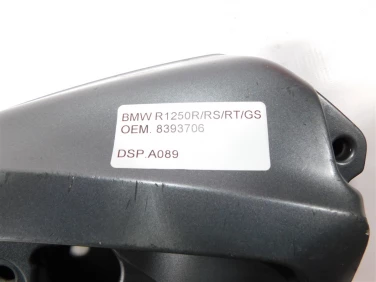 BMW R1250R/RS/RT/GS
OEM. 8393706
DSP.A089